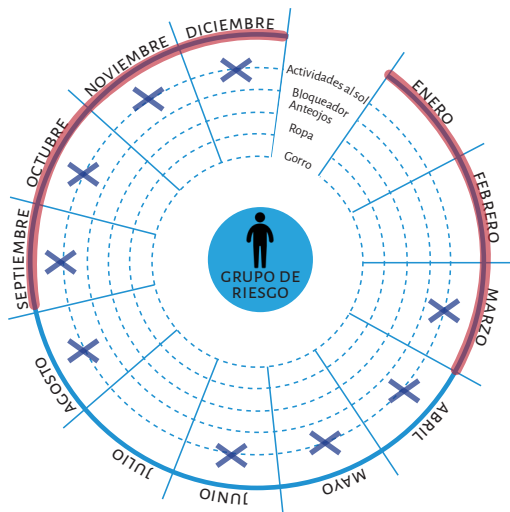 ENERO
FEBRERO
MARZO
ABRIL
MAYO
JUNIO
JULIO
AGOSTO
SEPTIEMBRE
OCTUBRE
NOVIEMBRE
DICIEMBRE
Actividades al sol
Bloqueador
Anteojos
Ropa
Gorro
GRUPO DE
RIESGO